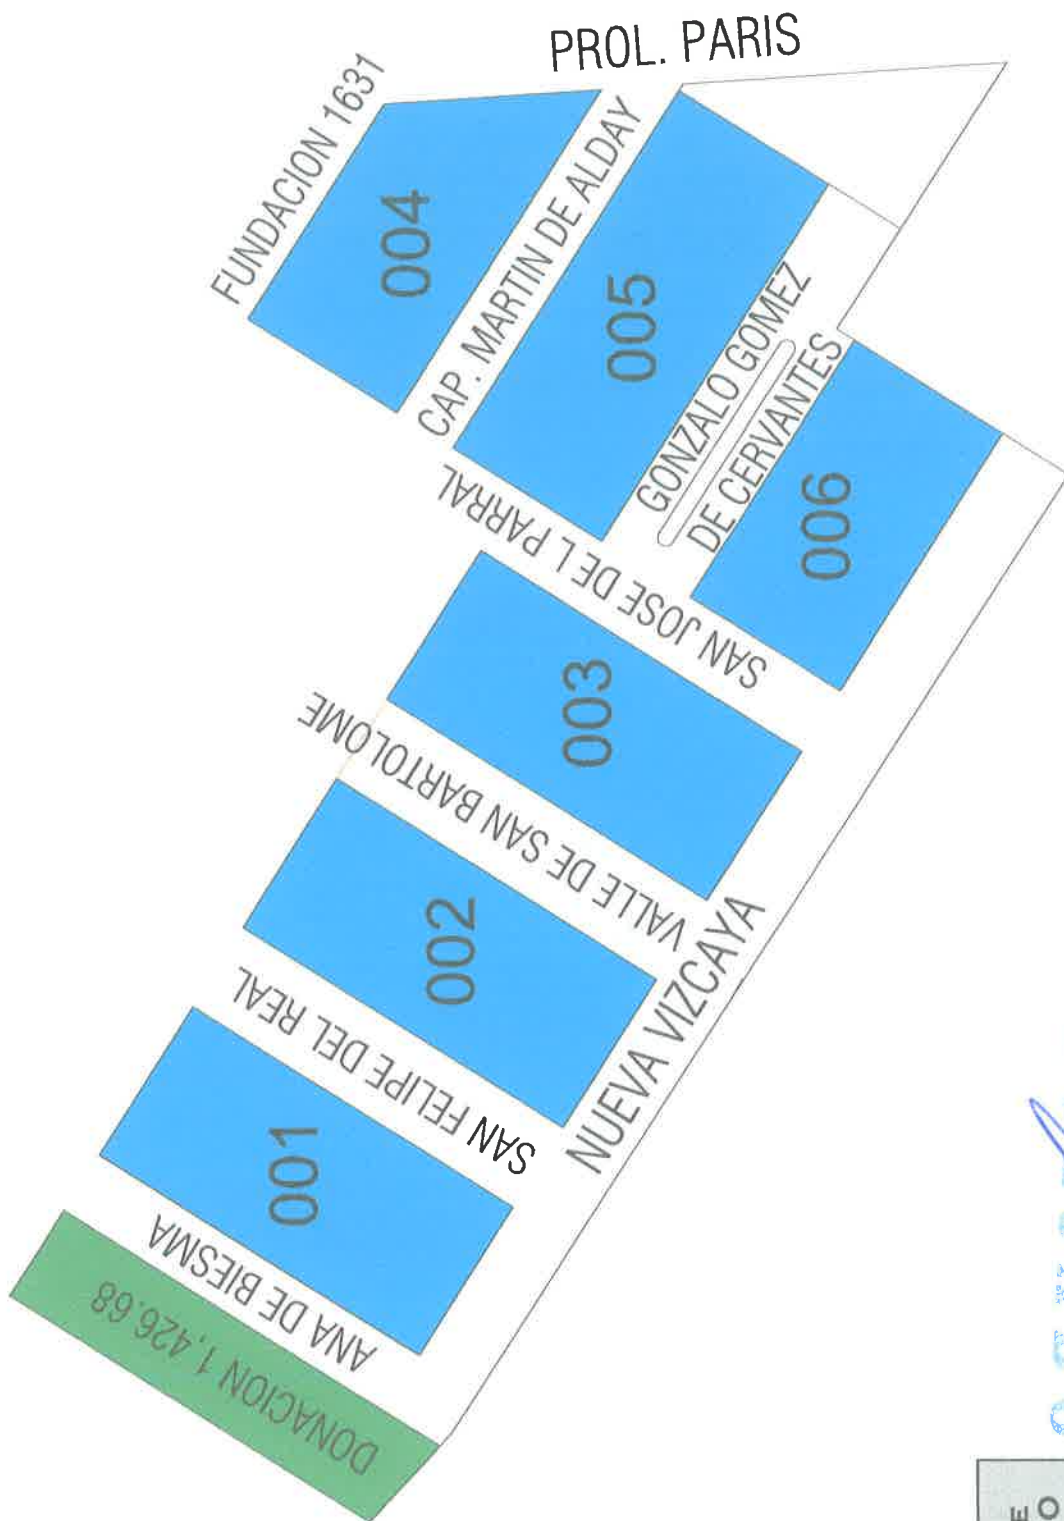 PROL. PARIS
FUNDACION 1631
004
CAP. MARTIN DE ALDAY
005
GONZALO GOMEZ
DE CERVANTES
006
SAN JOSE DEL PARRAL
003
VALLE DE SAN BARTOLOME
002
NUEVA VIZCAYA
SAN FELIPE DEL REAL
001
ANA DE BIESMA
DONACION 1.426.68
E
O